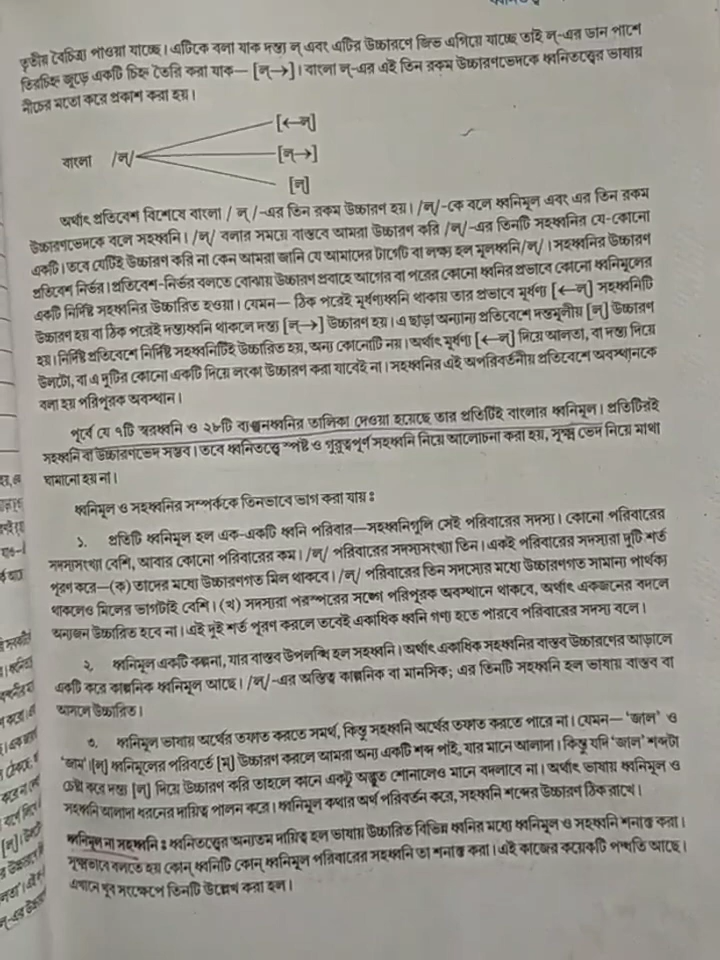 তৃতীয় বৈচিত্র্য পাওয়া যাচ্ছে। এটিকে বলা যাক দন্ত্য ল্ এবং এটির উচ্চারণে জিভ এগিয়ে যাচ্ছে তাই ল্-এর ডান পাশে
তিরচিহ্ন জুড়ে একটি চিহ্ন তৈরি করা যাক— [ল্→]। বাংলা ল্-এর এই তিন রকম উচ্চারণভেদকে ধ্বনিতত্ত্বের ভাষায়
নীচের মতো করে প্রকাশ করা হয়।
[←ল্]
বাংলা /ল্/ [ল্→]
[ল্]
অর্থাৎ প্রতিবেশ বিশেষে বাংলা / ল্ /-এর তিন রকম উচ্চারণ হয়। /ল্/-কে বলে ধ্বনিমূল এবং এর তিন রকম
উচ্চারণভেদকে বলে সহধ্বনি। /ল্/ বলার সময়ে বাস্তবে আমরা উচ্চারণ করি /ল্/-এর তিনটি সহধ্বনির যে-কোনো
একটি। তবে যেটিই উচ্চারণ করি না কেন আমরা জানি যে আমাদের টার্গেট বা লক্ষ্য হল মূলধ্বনি/ল্/। সহধ্বনির উচ্চারণ
প্রতিবেশ নির্ভর। প্রতিবেশ-নির্ভর বলতে বোঝায় উচ্চারণ প্রবাহে আগের বা পরের কোনো ধ্বনির প্রভাবে কোনো ধ্বনিমূলের
একটি নির্দিষ্ট সহধ্বনির উচ্চারিত হওয়া। যেমন— ঠিক পরেই মূর্ধণ্যধ্বনি থাকায় তার প্রভাবে মূর্ধণ্য [←ল্] সহধ্বনিটি
উচ্চারণ হয় বা ঠিক পরেই দন্ত্যধ্বনি থাকলে দন্ত্য [ল্→] উচ্চারণ হয়। এ ছাড়া অন্যান্য প্রতিবেশে দন্তমূলীয় [ল্] উচ্চারণ
হয়। নির্দিষ্ট প্রতিবেশে নির্দিষ্ট সহধ্বনিটিই উচ্চারিত হয়, অন্য কোনোটি নয়। অর্থাৎ মূর্ধণ্য [←ল্] দিয়ে আলতা, বা দন্ত্য দিয়ে
উলটো, বা এ দুটির কোনো একটি দিয়ে লংকা উচ্চারণ করা যাবেই না। সহধ্বনির এই অপরিবর্তনীয় প্রতিবেশে অবস্থানকে
বলা হয় পরিপূরক অবস্থান।
পূর্বে যে ৭টি স্বরধ্বনি ও ২৮টি ব্যঞ্জনধ্বনির তালিকা দেওয়া হয়েছে তার প্রতিটিই বাংলার ধ্বনিমূল। প্রতিটিরই
সহধ্বনি বা উচ্চারণভেদ সম্ভব। তবে ধ্বনিতত্ত্বে স্পষ্ট ও গুরুত্বপূর্ণ সহধ্বনি নিয়ে আলোচনা করা হয়, সূক্ষ্ম ভেদ নিয়ে মাথা
ঘামানো হয় না।
ধ্বনিমূল ও সহধ্বনির সম্পর্ককে তিনভাবে ভাগ করা যায় :
১. প্রতিটি ধ্বনিমূল হল এক-একটি ধ্বনি পরিবার—সহধ্বনিগুলি সেই পরিবারের সদস্য। কোনো পরিবারের
সদস্যসংখ্যা বেশি, আবার কোনো পরিবারের কম। /ল্/ পরিবারের সদস্যসংখ্যা তিন। একই পরিবারের সদস্যরা দুটি শর্ত
পূরণ করে—(ক) তাদের মধ্যে উচ্চারণগত মিল থাকবে। /ল্/ পরিবারের তিন সদস্যের মধ্যে উচ্চারণগত সামান্য পার্থক্য
থাকলেও মিলের ভাগটাই বেশি। (খ) সদস্যরা পরস্পরের সঙ্গে পরিপূরক অবস্থানে থাকবে, অর্থাৎ একজনের বদলে
অন্যজন উচ্চারিত হবে না। এই দুই শর্ত পূরণ করলে তবেই একাধিক ধ্বনি গণ্য হতে পারবে পরিবারের সদস্য বলে।
২. ধ্বনিমূল একটি কল্পনা, যার বাস্তব উপলব্ধি হল সহধ্বনি। অর্থাৎ একাধিক সহধ্বনির বাস্তব উচ্চারণের আড়ালে
একটি করে কাল্পনিক ধ্বনিমূল আছে। /ল্/-এর অস্তিত্ব কাল্পনিক বা মানসিক; এর তিনটি সহধ্বনি হল ভাষায় বাস্তব বা
আসলে উচ্চারিত।
৩. ধ্বনিমূল ভাষায় অর্থের তফাত করতে সমর্থ, কিন্তু সহধ্বনি অর্থের তফাত করতে পারে না। যেমন— ‘জাল’ ও
‘জাম’। [ল্] ধ্বনিমূলের পরিবর্তে [ম্] উচ্চারণ করলে আমরা অন্য একটি শব্দ পাই, যার মানে আলাদা। কিন্তু যদি ‘জাল’ শব্দটা
চেষ্টা করে দন্ত্য [ল্] দিয়ে উচ্চারণ করি তাহলে কানে একটু অদ্ভুত শোনালেও মানে বদলাবে না। অর্থাৎ ভাষায় ধ্বনিমূল ও
সহধ্বনি আলাদা ধরনের দায়িত্ব পালন করে। ধ্বনিমূল কথার অর্থ পরিবর্তন করে, সহধ্বনি শব্দের উচ্চারণ ঠিক রাখে।
ধ্বনিমূল না সহধ্বনি : ধ্বনিতত্ত্বের অন্যতম দায়িত্ব হল ভাষায় উচ্চারিত বিভিন্ন ধ্বনির মধ্যে ধ্বনিমূল ও সহধ্বনি শনাক্ত করা।
সূক্ষ্মভাবে বলতে হয় কোন্ ধ্বনিটি কোন্ ধ্বনিমূল পরিবারের সহধ্বনি তা শনাক্ত করা। এই কাজের কয়েকটি পদ্ধতি আছে।
এখানে খুব সংক্ষেপে তিনটি উল্লেখ করা হল।